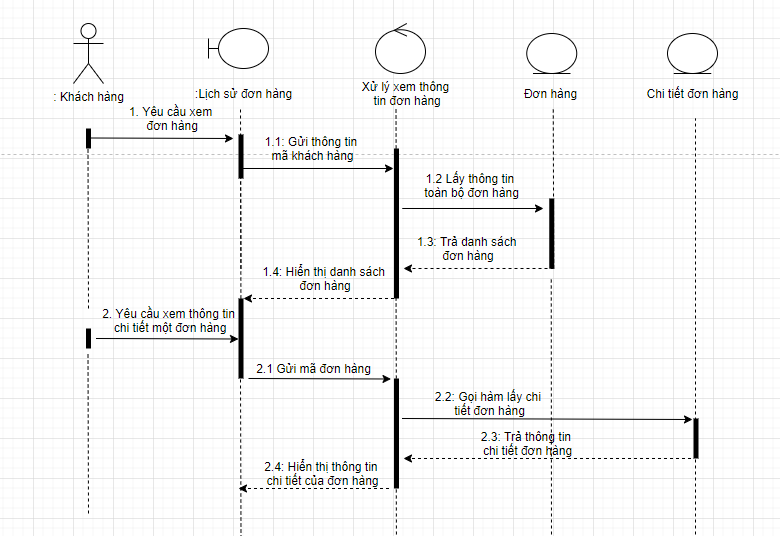 : Khách hàng
:Lịch sử đơn hàng
Xử lý xem thông
tin đơn hàng
Đơn hàng
Chi tiết đơn hàng
1. Yêu cầu xem
đơn hàng
1.1: Gửi thông tin
mã khách hàng
1.2 Lấy thông tin
toàn bộ đơn hàng
1.3: Trả danh sách
đơn hàng
1.4: Hiển thị danh sách
đơn hàng
2. Yêu cầu xem thông tin
chi tiết một đơn hàng
2.1 Gửi mã đơn hàng
2.2: Gọi hàm lấy chi
tiết đơn hàng
2.3: Trả thông tin
chi tiết đơn hàng
2.4: Hiển thị thông tin
chi tiết của đơn hàng